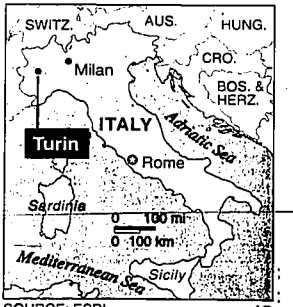 SWITZ.
AUS.
HUNG.
Milan
CRO.
BOS. &
HERZ.
ITALY
Adriatic Sea
Turin
Rome
Sardinia
0 100 mi
0 100 km
Mediterranean Sea
Sicily
SOURCE: ESRI
AP